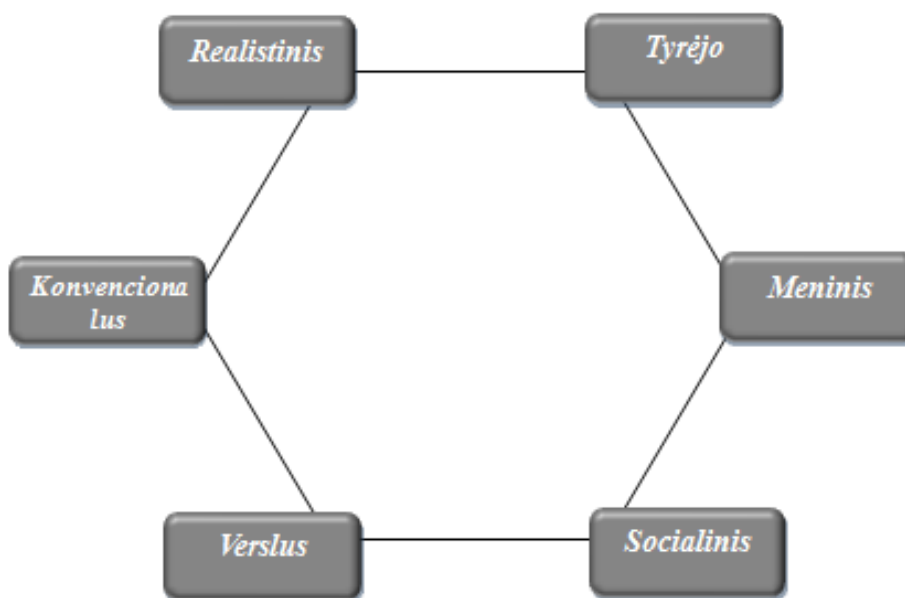 Realistinis
Tyrėjo
Konvenciona
lus
Meninis
Verslus
Socialinis